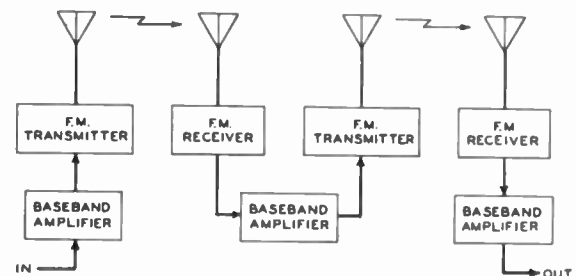 F.M.
TRANSMITTER
F.M.
RECEIVER
F.M.
TRANSMITTER
F.M
RECEIVER
BASEBAND
AMPLIFIER
BASEBAND
AMPLIFIER
BASEBAND
AMPLIFIER
IN
OUT